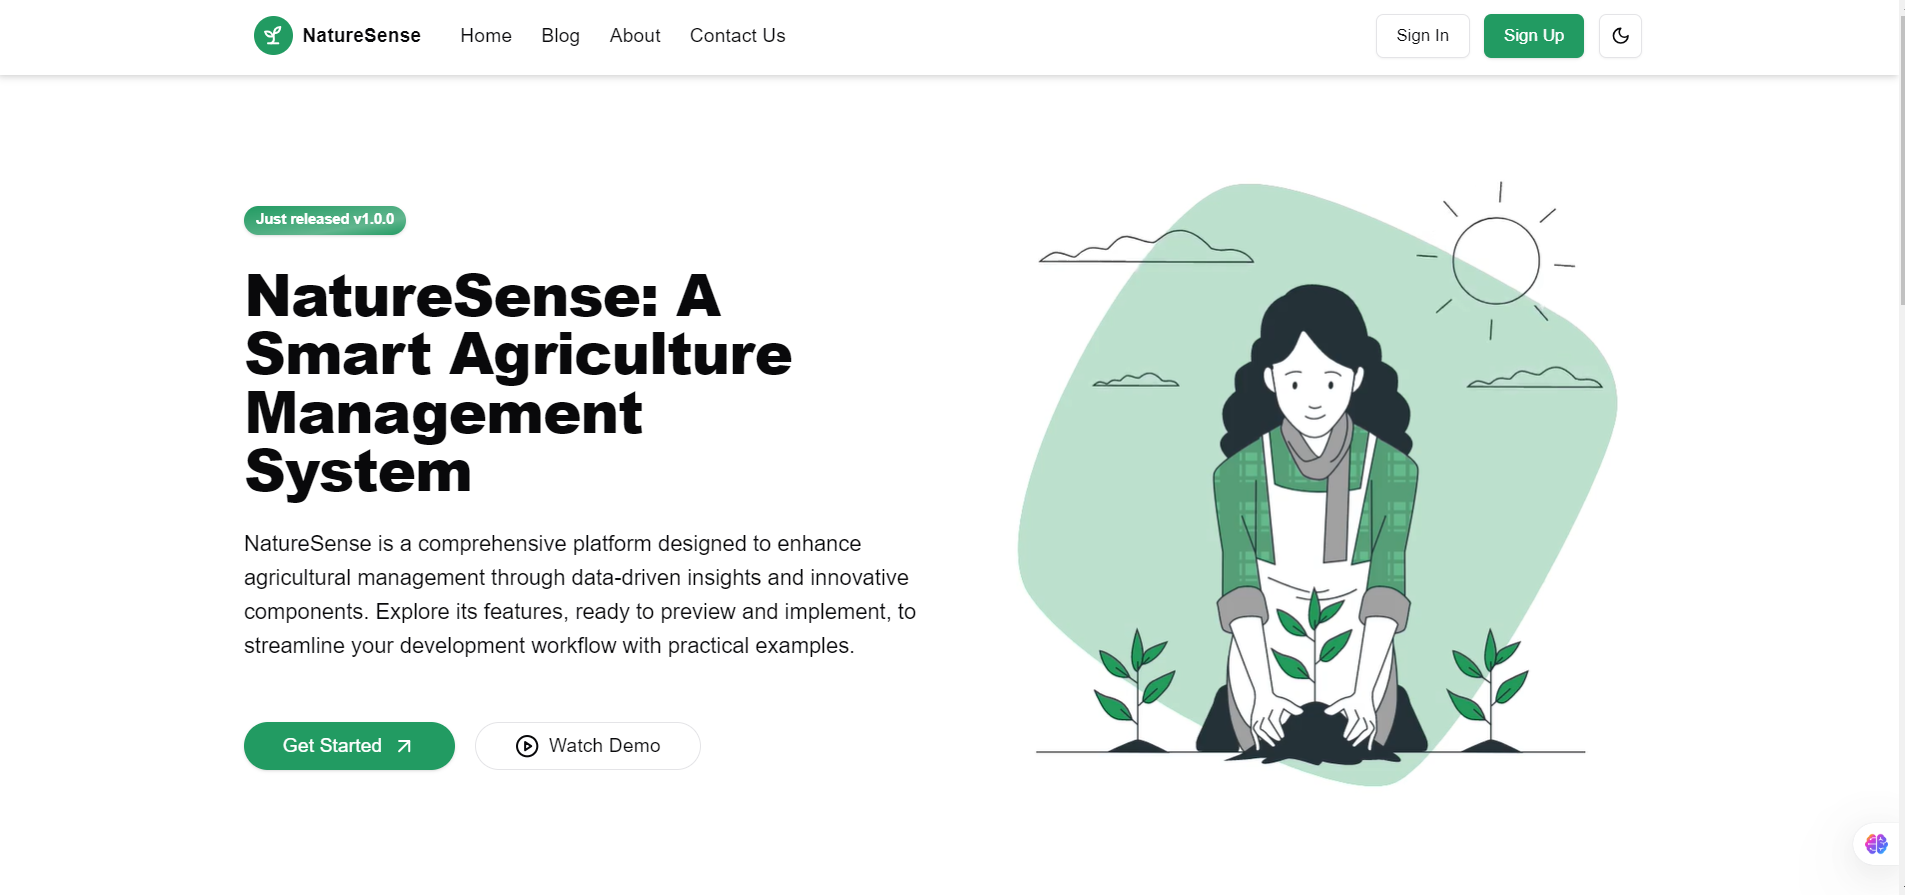 NatureSense
Home
Blog
About
Contact Us
Sign In
Sign Up
Just released v1.0.0
NatureSense: A
Smart Agriculture
Management
System
NatureSense is a comprehensive platform designed to enhance
agricultural management through data-driven insights and innovative
components. Explore its features, ready to preview and implement, to
streamline your development workflow with practical examples.
Get Started
Watch Demo